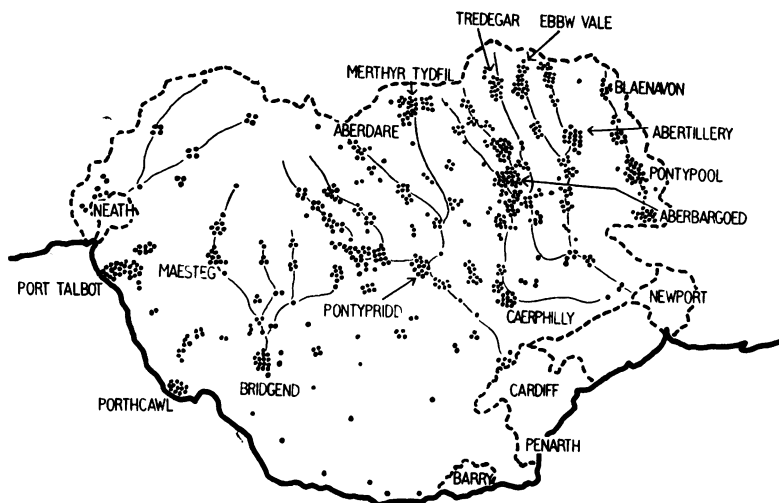 TREDEGAR
EBBW VALE
MERTHYR TYDFIL
BLAENAVON
ABERDARE
ABERTILLERY
PONTYPOOL
NEATH
ABERBARGOED
MAESTEG
PORT TALBOT
NEWPORT
PONTYPRIDD
CAERPHILLY
BRIDGEND
CARDIFF
PORTHCAWL
PENARTH
BARRY